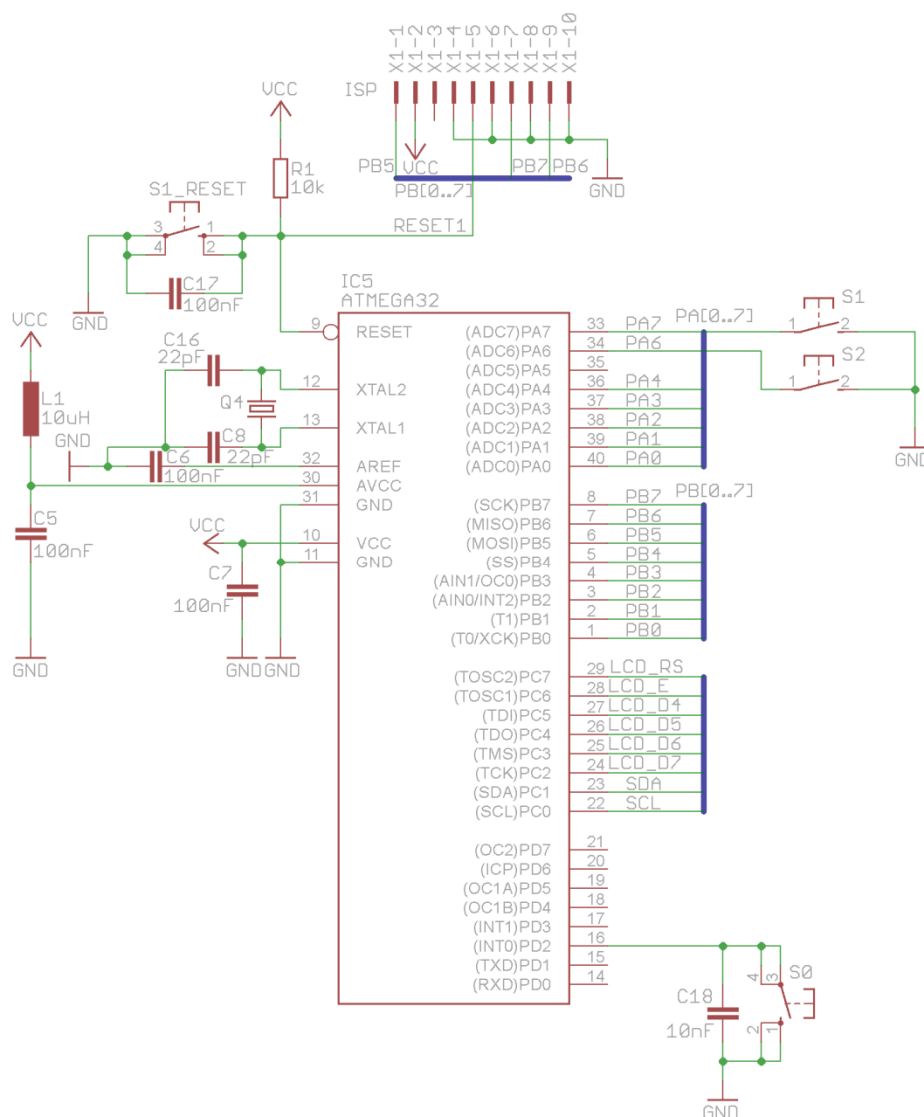 X1-1
X1-2
X1-3
X1-4
X1-5
X1-6
X1-7
X1-8
X1-9
X1-10
ISP
VCC
PB5
VCC
PB7
PB6
PB[0..7]
GND
R1
10k
S1_RESET
3
1
4
2
RESET1
C17
100nF
GND
IC5
ATMEGA32
VCC
L1
10uH
GND
C16
22pF
Q4
C8
22pF
C6
100nF
C5
100nF
GND
VCC
C7
100nF
GND
GND
9 RESET
12 XTAL2
13 XTAL1
32 AREF
30 AVCC
31 GND
10 VCC
11 GND
(ADC7)PA7 33 PA7 PA[0..7]
(ADC6)PA6 34 PA6
(ADC5)PA5 35
(ADC4)PA4 36 PA4
(ADC3)PA3 37 PA3
(ADC2)PA2 38 PA2
(ADC1)PA1 39 PA1
(ADC0)PA0 40 PA0
S1
1 2
S2
1 2
GND
(SCK)PB7 8 PB7 PB[0..7]
(MISO)PB6 7 PB6
(MOSI)PB5 6 PB5
(SS)PB4 5 PB4
(AIN1/OC0)PB3 4 PB3
(AIN0/INT2)PB2 3 PB2
(T1)PB1 2 PB1
(T0/XCK)PB0 1 PB0
(TOSC2)PC7 29 LCD_RS
(TOSC1)PC6 28 LCD_E
(TDI)PC5 27 LCD_D4
(TDO)PC4 26 LCD_D5
(TMS)PC3 25 LCD_D6
(TCK)PC2 24 LCD_D7
(SDA)PC1 23 SDA
(SCL)PC0 22 SCL
(OC2)PD7 21
(ICP)PD6 20
(OC1A)PD5 19
(OC1B)PD4 18
(INT1)PD3 17
(INT0)PD2 16
(TXD)PD1 15
(RXD)PD0 14
C18
10nF
4
3
S0
2
1
GND